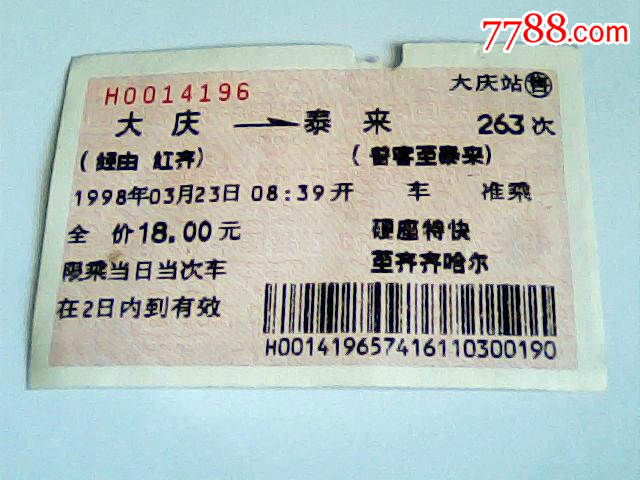 7788.com
H0014196
大庆站售
大庆 → 泰来 263次
(经由 红齐) (普客至泰来)
1998年03月23日 08:39开 车 准乘
全 价18.00元 硬座特快
限乘当日当次车 至齐齐哈尔
在2日内到有效
H0014196574161103​00190